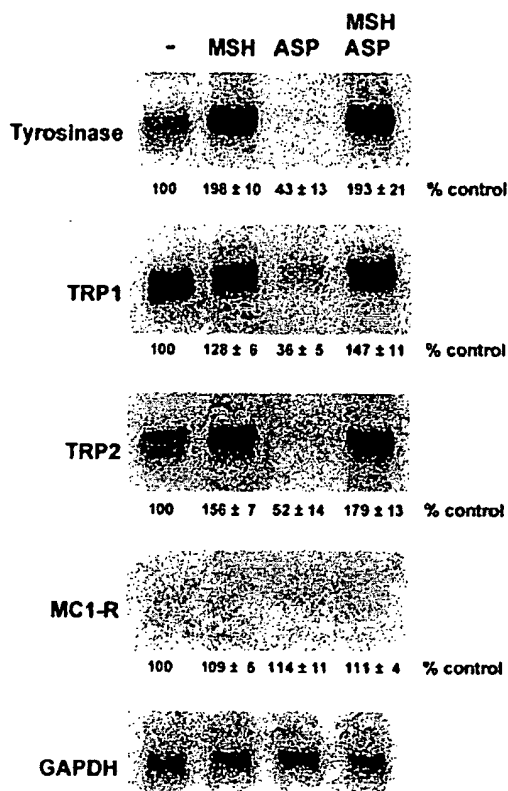 MSH
- MSH ASP ASP
Tyrosinase
100 198 ± 10 43 ± 13 193 ± 21 % control
TRP1
100 128 ± 6 36 ± 5 147 ± 11 % control
TRP2
100 156 ± 7 52 ± 14 179 ± 13 % control
MC1-R
100 109 ± 5 114 ± 11 111 ± 4 % control
GAPDH